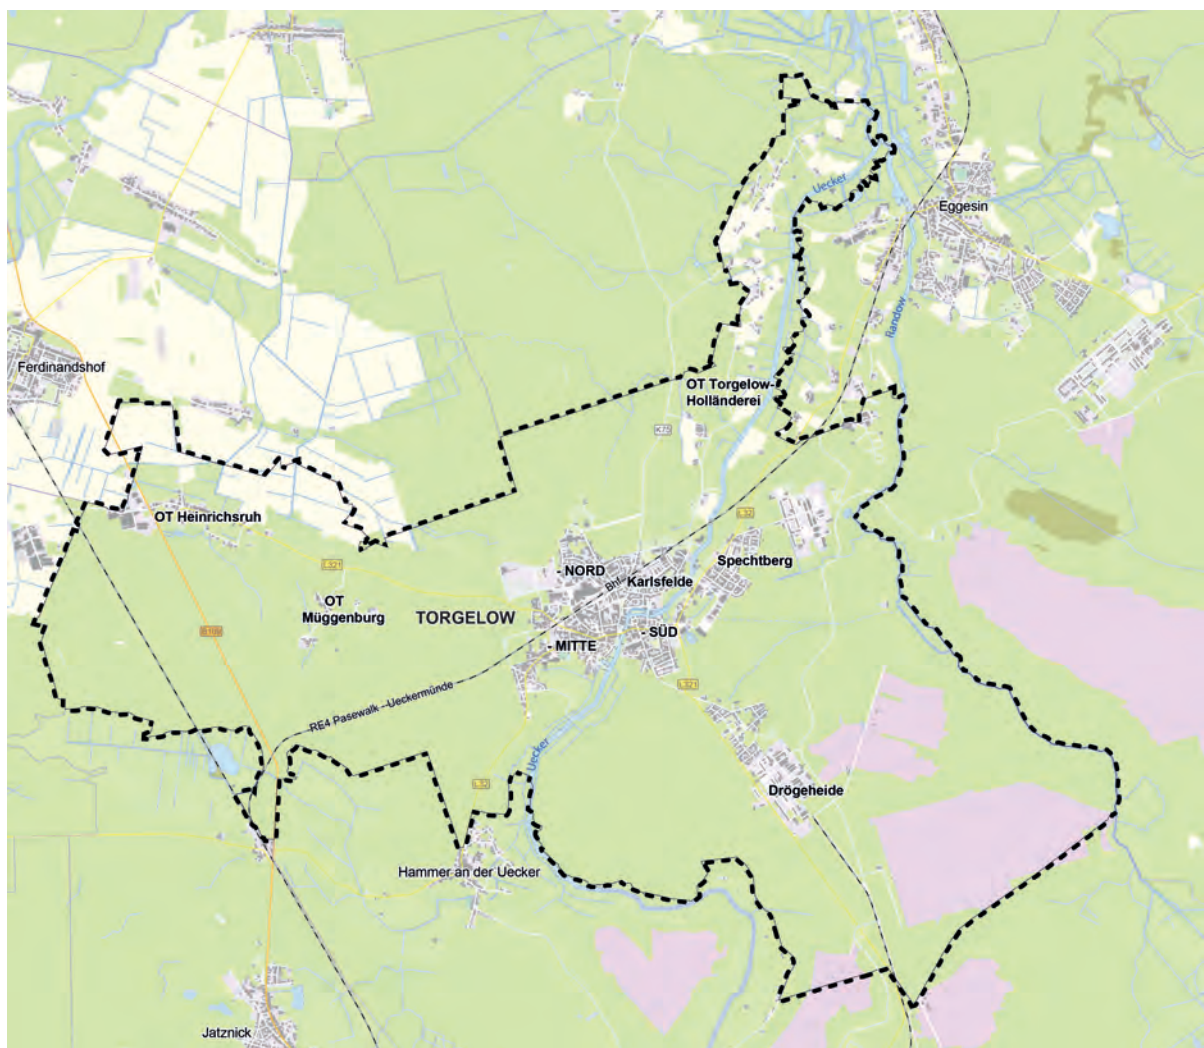 Uecker
Eggesin
Randow
Ferdinandshof
OT Torgelow-
Holländerei
K75
L32
OT Heinrichsruh
L321
- NORD
Bhf
Karlsfelde
Spechtberg
OT
Müggenburg
TORGELOW
B109
- SÜD
- MITTE
L321
RE4 Pasewalk - Ueckermünde
Uecker
L32
Drögeheide
Hammer an der Uecker
Jatznick